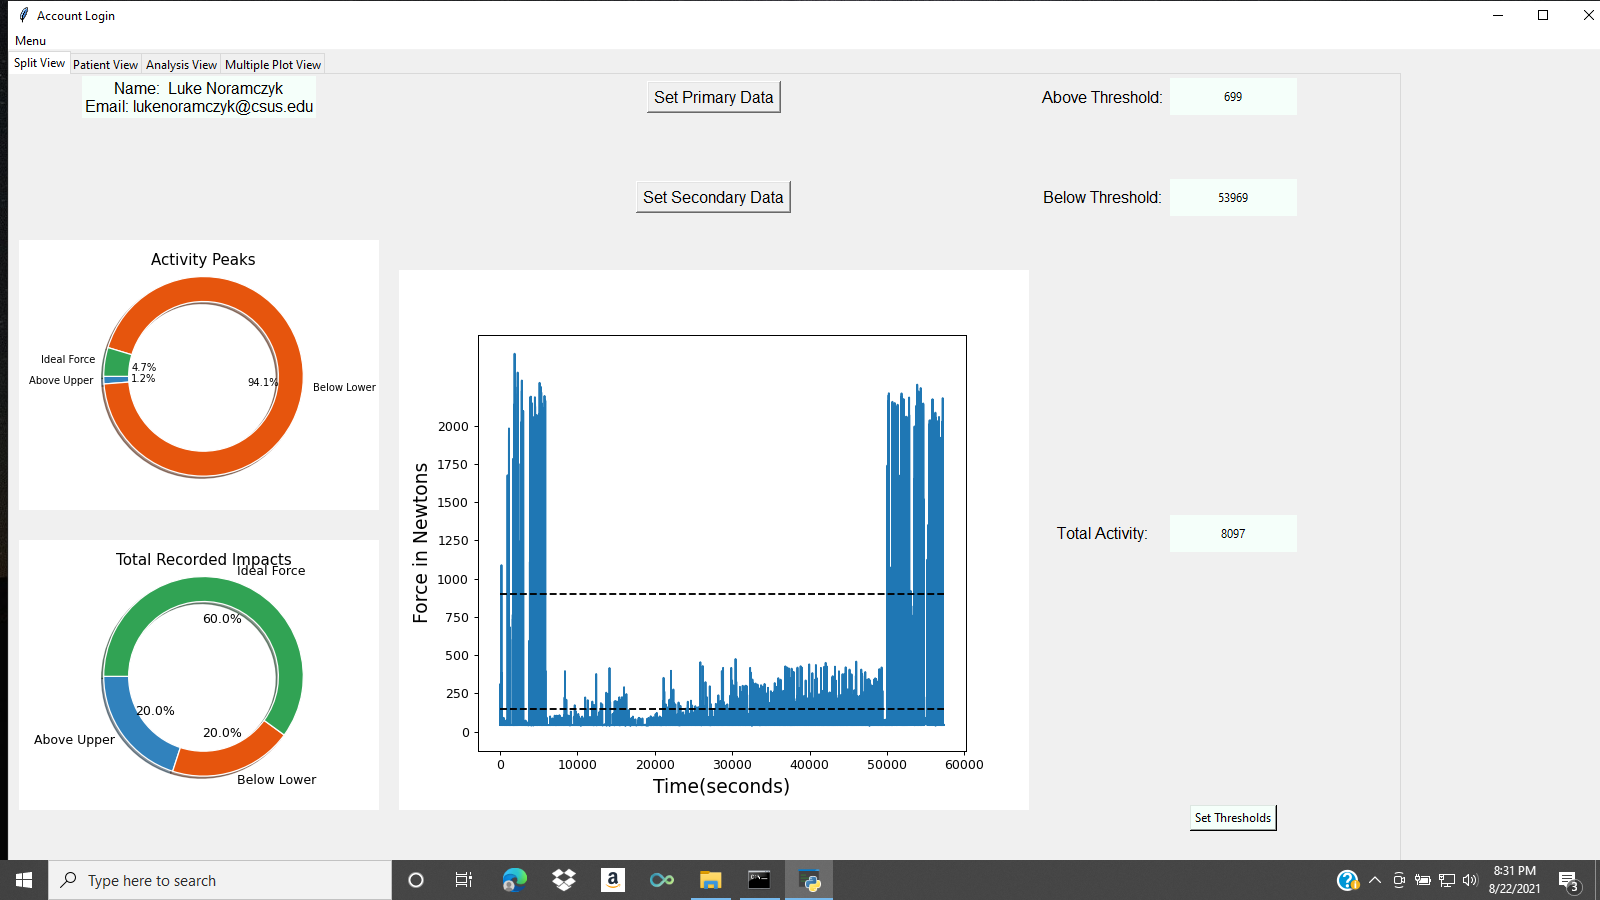 Account Login
Menu
Split View
Patient View
Analysis View
Multiple Plot View
Name:  Luke Noramczyk
Email: lukenoramczyk@csus.edu
Set Primary Data
Above Threshold:
699
Set Secondary Data
Below Threshold:
53969
Activity Peaks
Ideal Force
Above Upper
4.7%
1.2%
94.1%
Below Lower
Total Recorded Impacts
Ideal Force
60.0%
20.0%
20.0%
Above Upper
Below Lower
Force in Newtons
2000
1750
1500
1250
1000
750
500
250
0
0
10000
20000
30000
40000
50000
60000
Time(seconds)
Total Activity:
8097
Set Thresholds
Type here to search
8:31 PM
8/22/2021
3